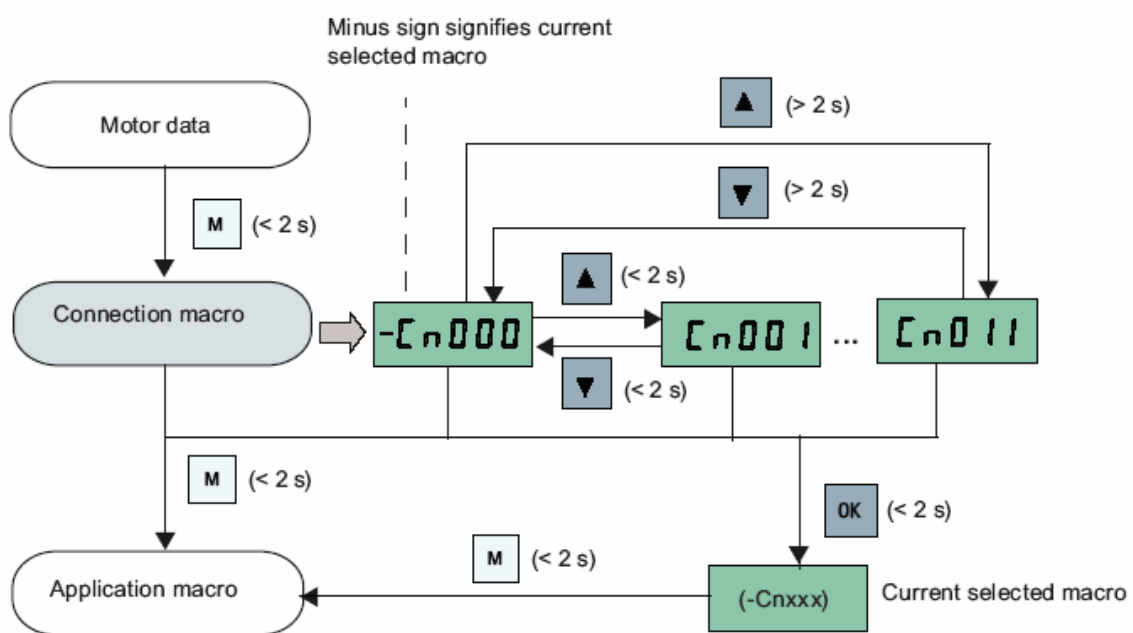 Minus sign signifies current
selected macro
▲ (> 2 s)
Motor data
▼ (> 2 s)
M (< 2 s)
▲ (< 2 s)
Connection macro
-Cn000
Cn001
...
Cn011
▼ (< 2 s)
M (< 2 s)
OK (< 2 s)
M (< 2 s)
Application macro
(-Cnxxx)
Current selected macro